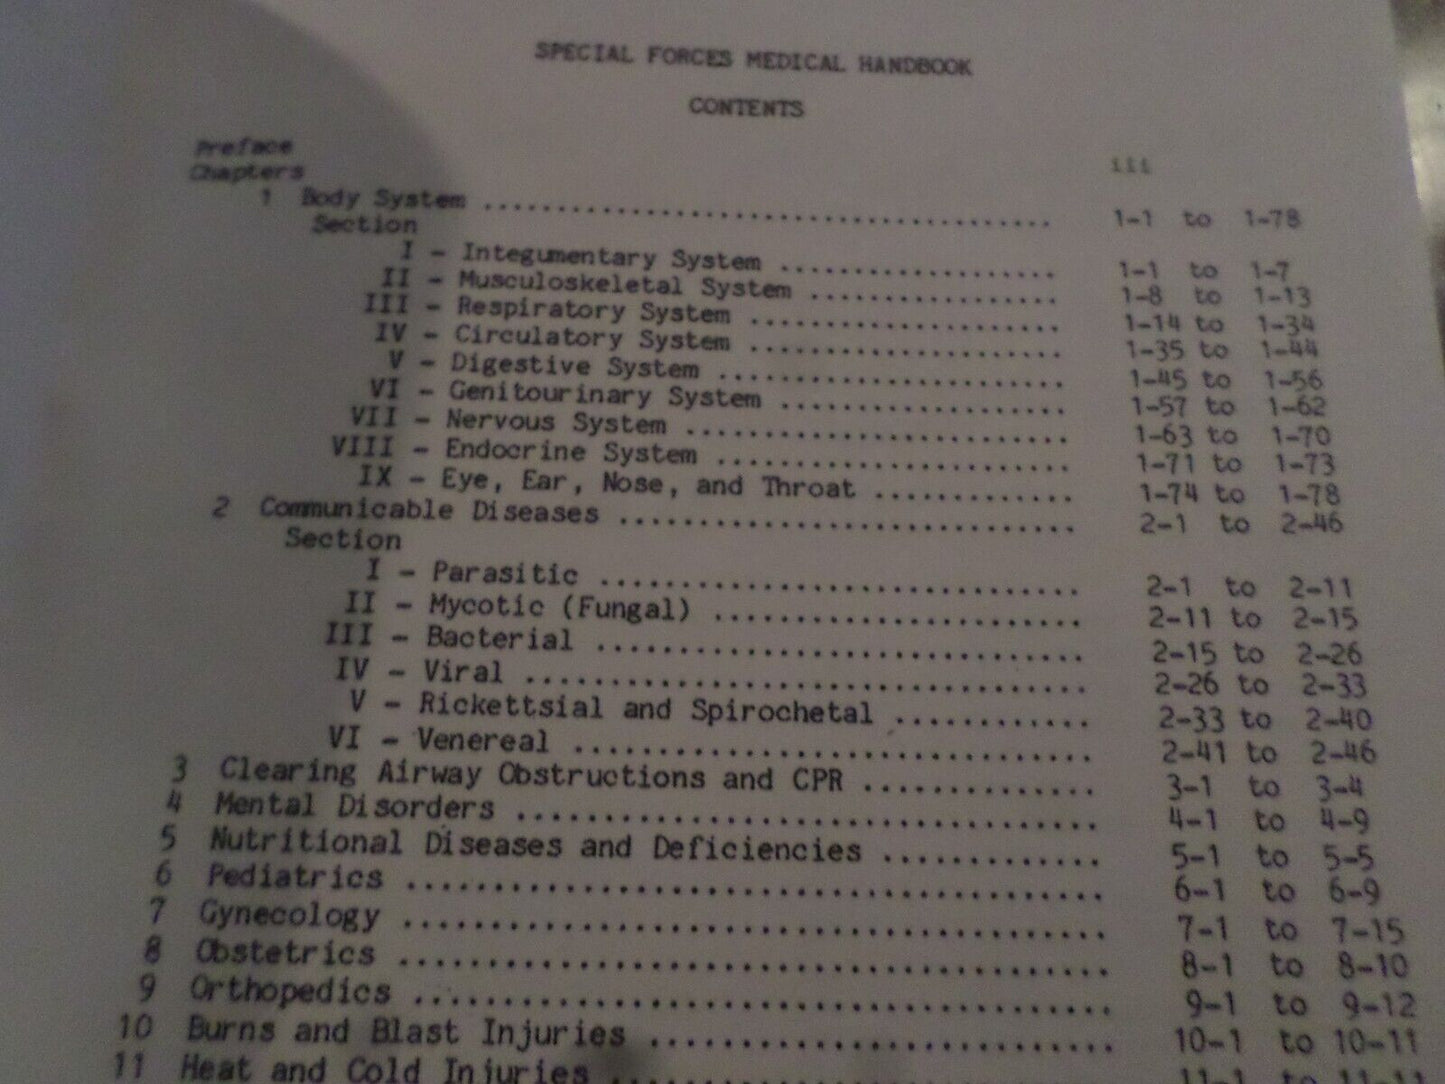 SPECIAL FORCES MEDICAL HANDBOOK
CONTENTS
Preface iii
Chapters
1 Body System ........................................ 1-1 to 1-78
Section
I - Integumentary System .................... 1-1 to 1-7
II - Musculoskeletal System .................. 1-8 to 1-13
III - Respiratory System ...................... 1-14 to 1-34
IV - Circulatory System ...................... 1-35 to 1-44
V - Digestive System ........................ 1-45 to 1-56
VI - Genitourinary System .................... 1-57 to 1-62
VII - Nervous System .......................... 1-63 to 1-70
VIII - Endocrine System ........................ 1-71 to 1-73
IX - Eye, Ear, Nose, and Throat ............. 1-74 to 1-78
2 Communicable Diseases .............................. 2-1 to 2-46
Section
I - Parasitic ............................... 2-1 to 2-11
II - Mycotic (Fungal) ........................ 2-11 to 2-15
III - Bacterial ............................... 2-15 to 2-26
IV - Viral ................................... 2-26 to 2-33
V - Rickettsial and Spirochetal ............ 2-33 to 2-40
VI - Venereal ................................ 2-41 to 2-46
3 Clearing Airway Obstructions and CPR .............. 3-1 to 3-4
4 Mental Disorders ................................... 4-1 to 4-9
5 Nutritional Diseases and Deficiencies ............. 5-1 to 5-5
6 Pediatrics ......................................... 6-1 to 6-9
7 Gynecology ......................................... 7-1 to 7-15
8 Obstetrics ......................................... 8-1 to 8-10
9 Orthopedics ........................................ 9-1 to 9-12
10 Burns and Blast Injuries ........................... 10-1 to 10-11
11 Heat and Cold Injuries ............................. 11-1 to